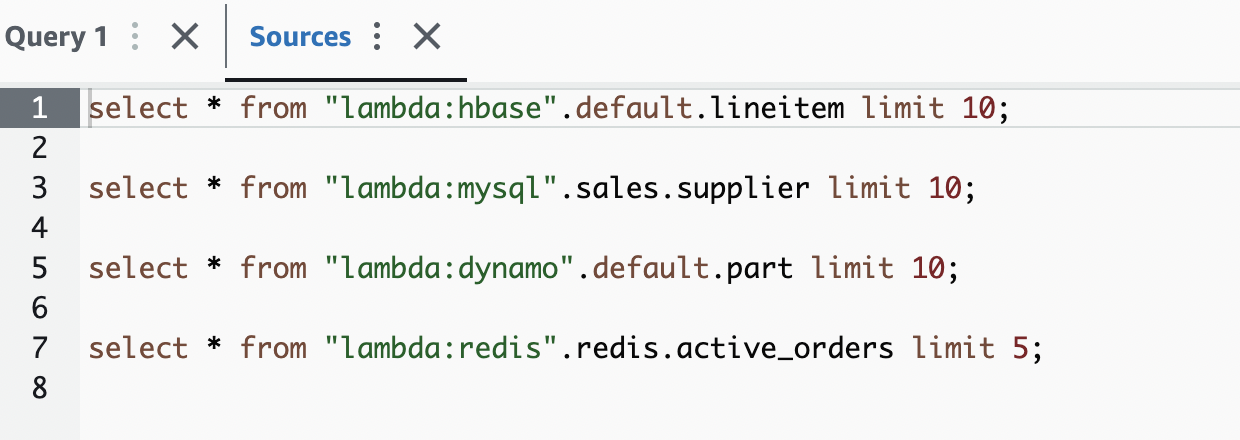 Query 1 Sources
1 select * from "lambda:hbase".default.lineitem limit 10;
2
3 select * from "lambda:mysql".sales.supplier limit 10;
4
5 select * from "lambda:dynamo".default.part limit 10;
6
7 select * from "lambda:redis".redis.active_orders limit 5;
8